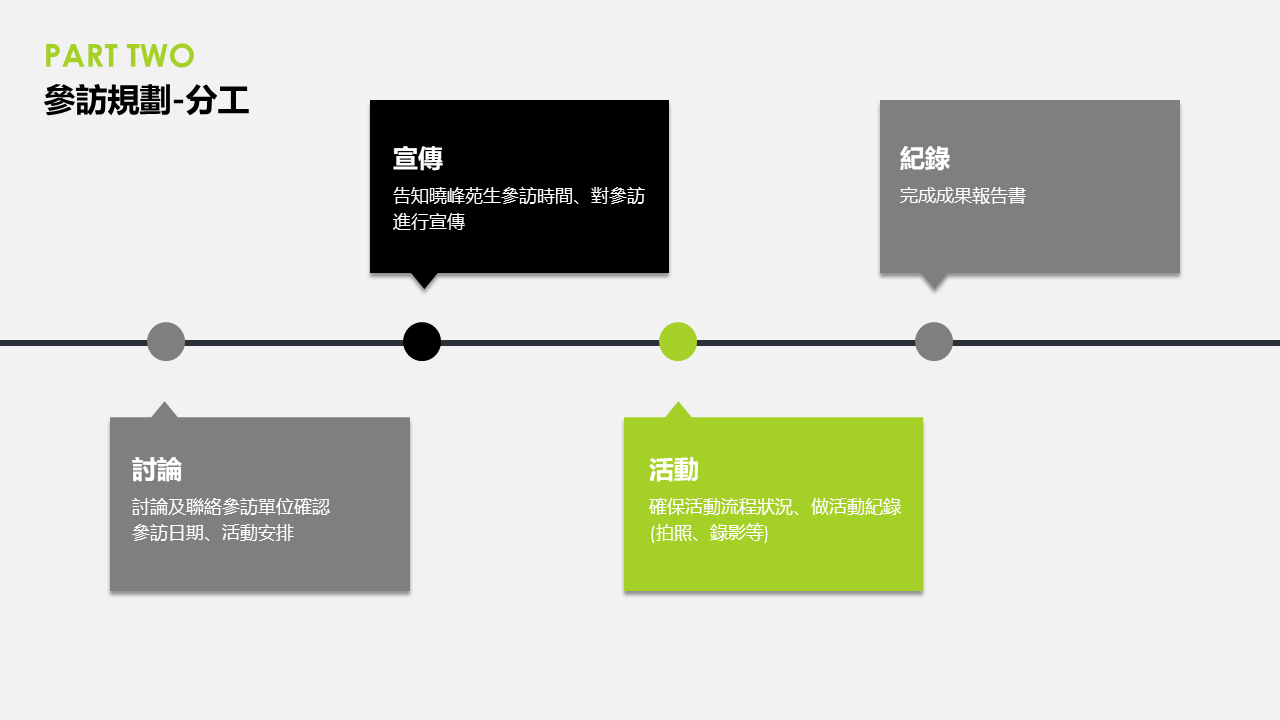 PART TWO
參訪規劃-分工
宣傳
告知曉峰苑生參訪時間、對參訪
進行宣傳
紀錄
完成成果報告書
討論
討論及聯絡參訪單位確認
參訪日期、活動安排
活動
確保活動流程狀況、做活動紀錄
(拍照、錄影等)